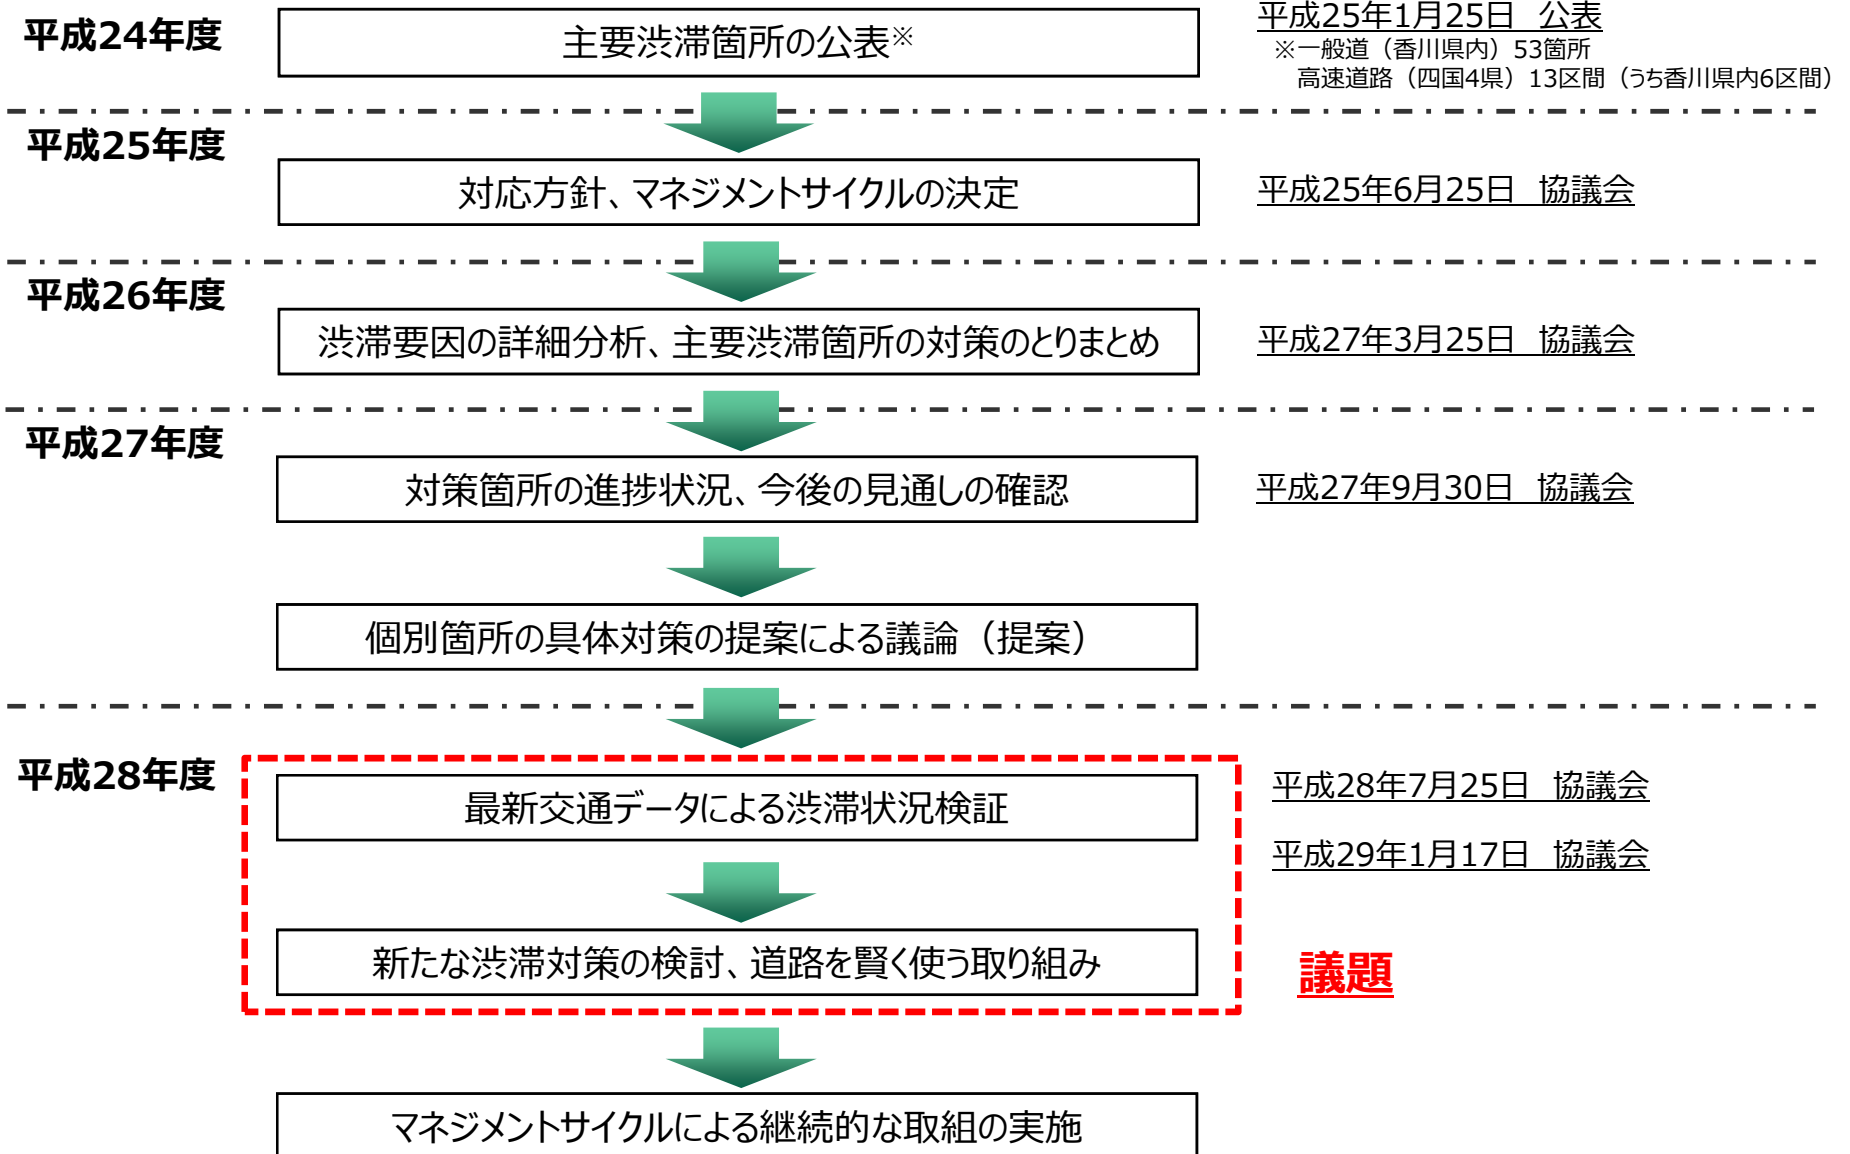 平成24年度
主要渋滞箇所の公表※
平成25年1月25日　公表
※一般道（香川県内）53箇所
高速道路（四国4県）13区間（うち香川県内6区間）
平成25年度
対応方針、マネジメントサイクルの決定
平成25年6月25日　協議会
平成26年度
渋滞要因の詳細分析、主要渋滞箇所の対策のとりまとめ
平成27年3月25日　協議会
平成27年度
対策箇所の進捗状況、今後の見通しの確認
平成27年9月30日　協議会
個別箇所の具体対策の提案による議論（提案）
平成28年度
最新交通データによる渋滞状況検証
平成28年7月25日　協議会
平成29年1月17日　協議会
新たな渋滞対策の検討、道路を賢く使う取り組み
議題
マネジメントサイクルによる継続的な取組の実施